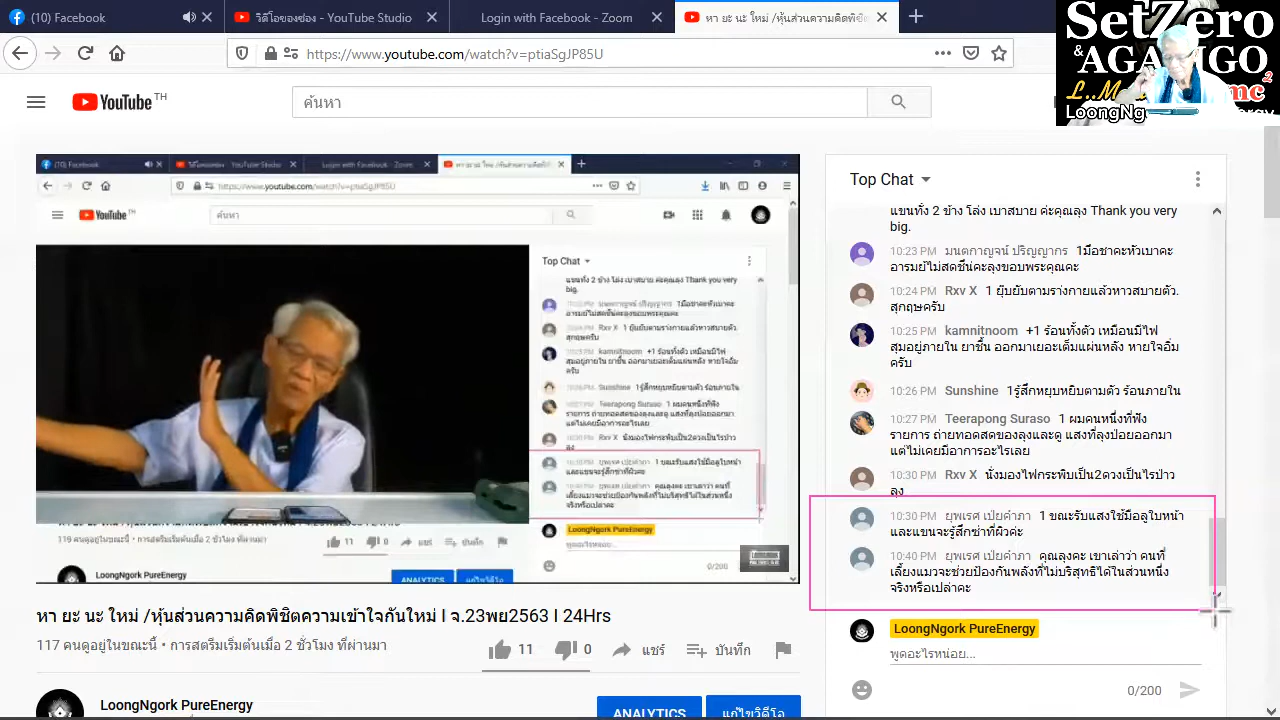 (10) Facebook
วิดีโอของช่อง - YouTube Studio
Login with Facebook - Zoom
หา ยะ นะ ใหม่ /หุ้นส่วนความคิดพิชิต
https://www.youtube.com/watch?v=ptiaSgJP85U
SetZero
&
YouTube TH
ค้นหา
Top Chat
แขนทั้ง 2 ข้าง โล่ง เบาสบาย ค่ะคุณลุง Thank you very
big.
10:23 PM มนตกาญจน์ ปริญญากร 1มือชาคะหัวเบาคะ
อารมย์ไม่สดชื่นคะลุงขอบพระคุณคะ
10:24 PM Rxv X 1 ยุบยับตามร่างกายแล้วหาวสบายตัว.
สุกฤษครับ
10:25 PM kamnitnoom +1 ร้อนทั้งตัว เหมือนมีไฟ
สุมอยู่ภายใน ยาชื้น ออกมาเยอะเต็มแผ่นหลัง หายใจอิ่ม
ครับ
10:26 PM Sunshine 1รู้สึกหยุบหยิบตามตัว ร้อนภายใน
10:27 PM Teerapong Suraso 1 ผมคนหนึ่งที่ฟัง
รายการ ถ่ายทอดสดของลุงและดู แสงที่ลุงปล่อยออกมา
แต่ไม่เคยมีอาการอะไรเลย
10:30 PM Rxv X นั่งมองไฟกระพับเป็น2ดวงเป็นไรป่าว
ลุง
10:30 PM ยุพเรศ เปียคำภา 1 ขณะรับแสงใช้มือลูบหน้า
และแขนจะรู้สึกซ่าที่ผิวค่ะ
10:40 PM ยุพเรศ เปียคำภา คุณลุงคะ เขาเล่าว่า คนที่
เลี้ยงแมวจะช่วยป้องกันพลังที่ไม่บริสุทธิ์ได้ในส่วนหนึ่ง
จริงหรือเปล่าคะ
LoongNgork PureEnergy
พูดอะไรหน่อย...
0/200
หา ยะ นะ ใหม่ /หุ้นส่วนความคิดพิชิตความเข้าใจกันใหม่ I จ.23พย2563 I 24Hrs
117 คนดูอยู่ในขณะนี้ • การสตรีมเริ่มต้นเมื่อ 2 ชั่วโมง ที่ผ่านมา
11 0 แชร์ บันทึก
LoongNgork PureEnergy
ANALYTICS แก้ไขวิดีโอ